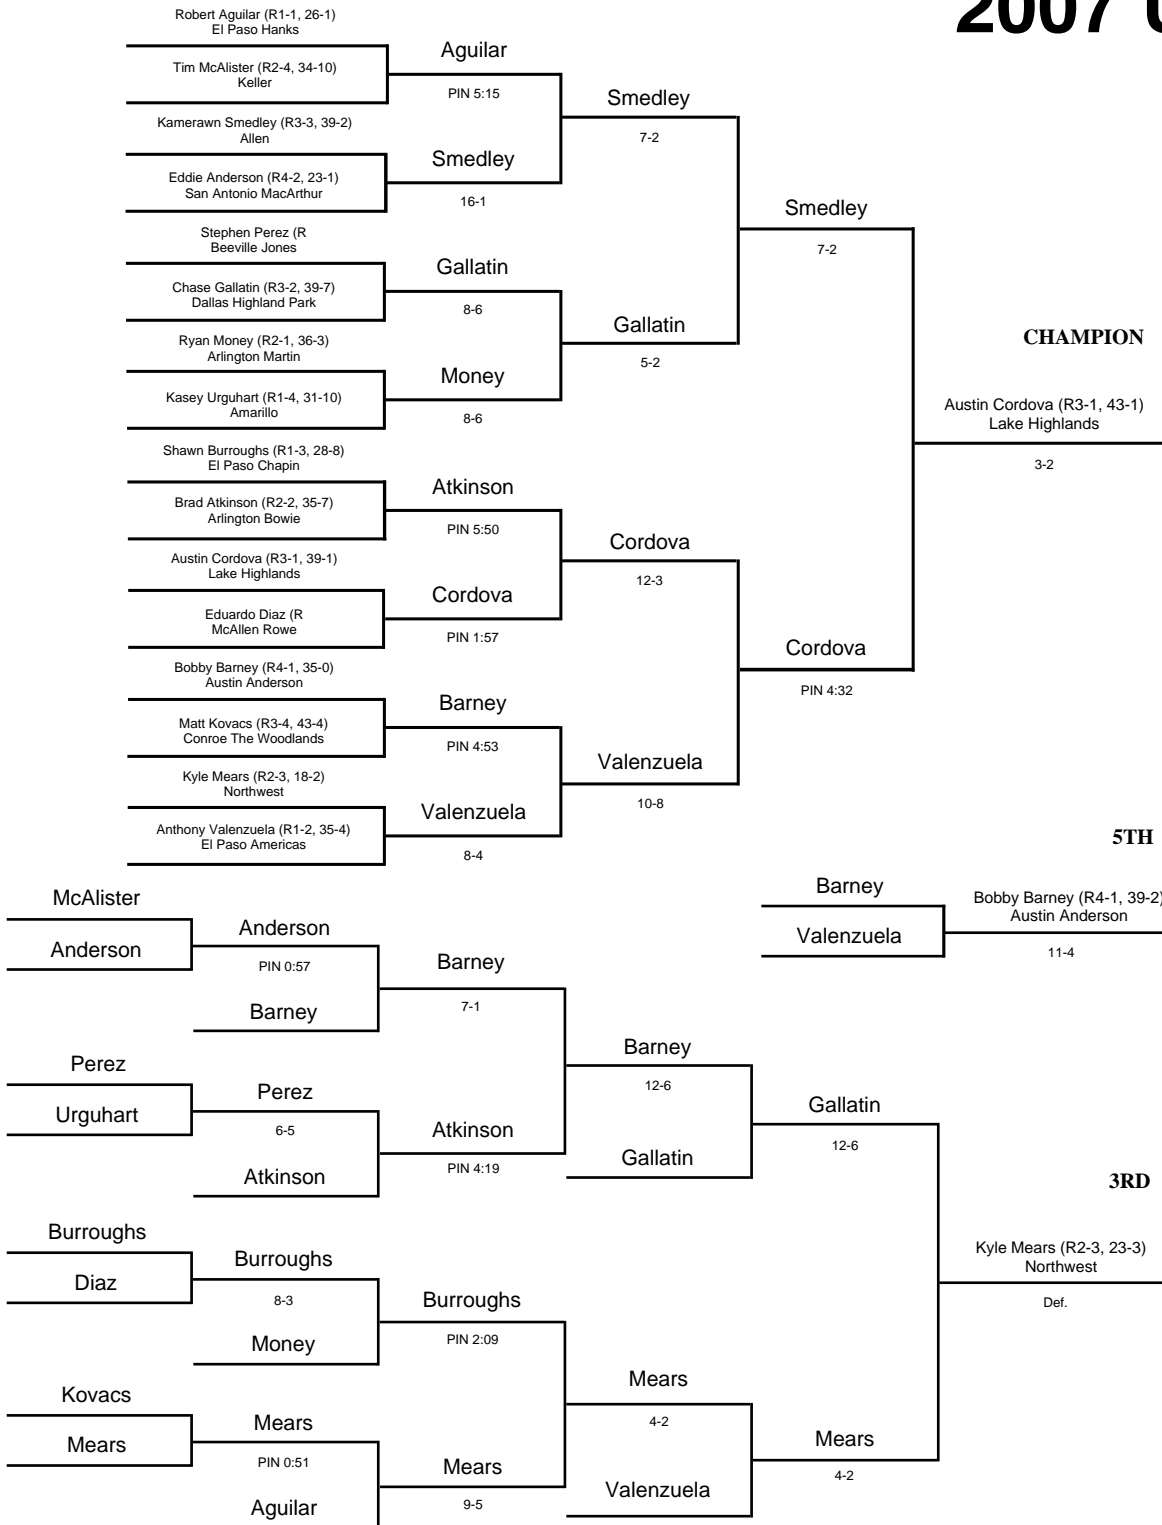 2007 U
Robert Aguilar (R1-1, 26-1)
El Paso Hanks
Tim McAlister (R2-4, 34-10)
Keller
Kamerawn Smedley (R3-3, 39-2)
Allen
Eddie Anderson (R4-2, 23-1)
San Antonio MacArthur
Stephen Perez (R
Beeville Jones
Chase Gallatin (R3-2, 39-7)
Dallas Highland Park
Ryan Money (R2-1, 36-3)
Arlington Martin
Kasey Urguhart (R1-4, 31-10)
Amarillo
Shawn Burroughs (R1-3, 28-8)
El Paso Chapin
Brad Atkinson (R2-2, 35-7)
Arlington Bowie
Austin Cordova (R3-1, 39-1)
Lake Highlands
Eduardo Diaz (R
McAllen Rowe
Bobby Barney (R4-1, 35-0)
Austin Anderson
Matt Kovacs (R3-4, 43-4)
Conroe The Woodlands
Kyle Mears (R2-3, 18-2)
Northwest
Anthony Valenzuela (R1-2, 35-4)
El Paso Americas
Aguilar
PIN 5:15
Smedley
16-1
Gallatin
8-6
Money
8-6
Atkinson
PIN 5:50
Cordova
PIN 1:57
Barney
PIN 4:53
Valenzuela
8-4
Smedley
7-2
Gallatin
5-2
Cordova
12-3
Valenzuela
10-8
Smedley
7-2
Cordova
PIN 4:32
CHAMPION
Austin Cordova (R3-1, 43-1)
Lake Highlands
3-2
5TH
Barney
Valenzuela
Bobby Barney (R4-1, 39-2)
Austin Anderson
11-4
McAlister
Anderson
Perez
Urguhart
Burroughs
Diaz
Kovacs
Mears
Anderson
PIN 0:57
Barney
Perez
6-5
Atkinson
Burroughs
8-3
Money
Mears
PIN 0:51
Aguilar
Barney
7-1
Atkinson
PIN 4:19
Burroughs
PIN 2:09
Mears
9-5
Barney
12-6
Gallatin
Mears
4-2
Valenzuela
Gallatin
12-6
Mears
4-2
3RD
Kyle Mears (R2-3, 23-3)
Northwest
Def.